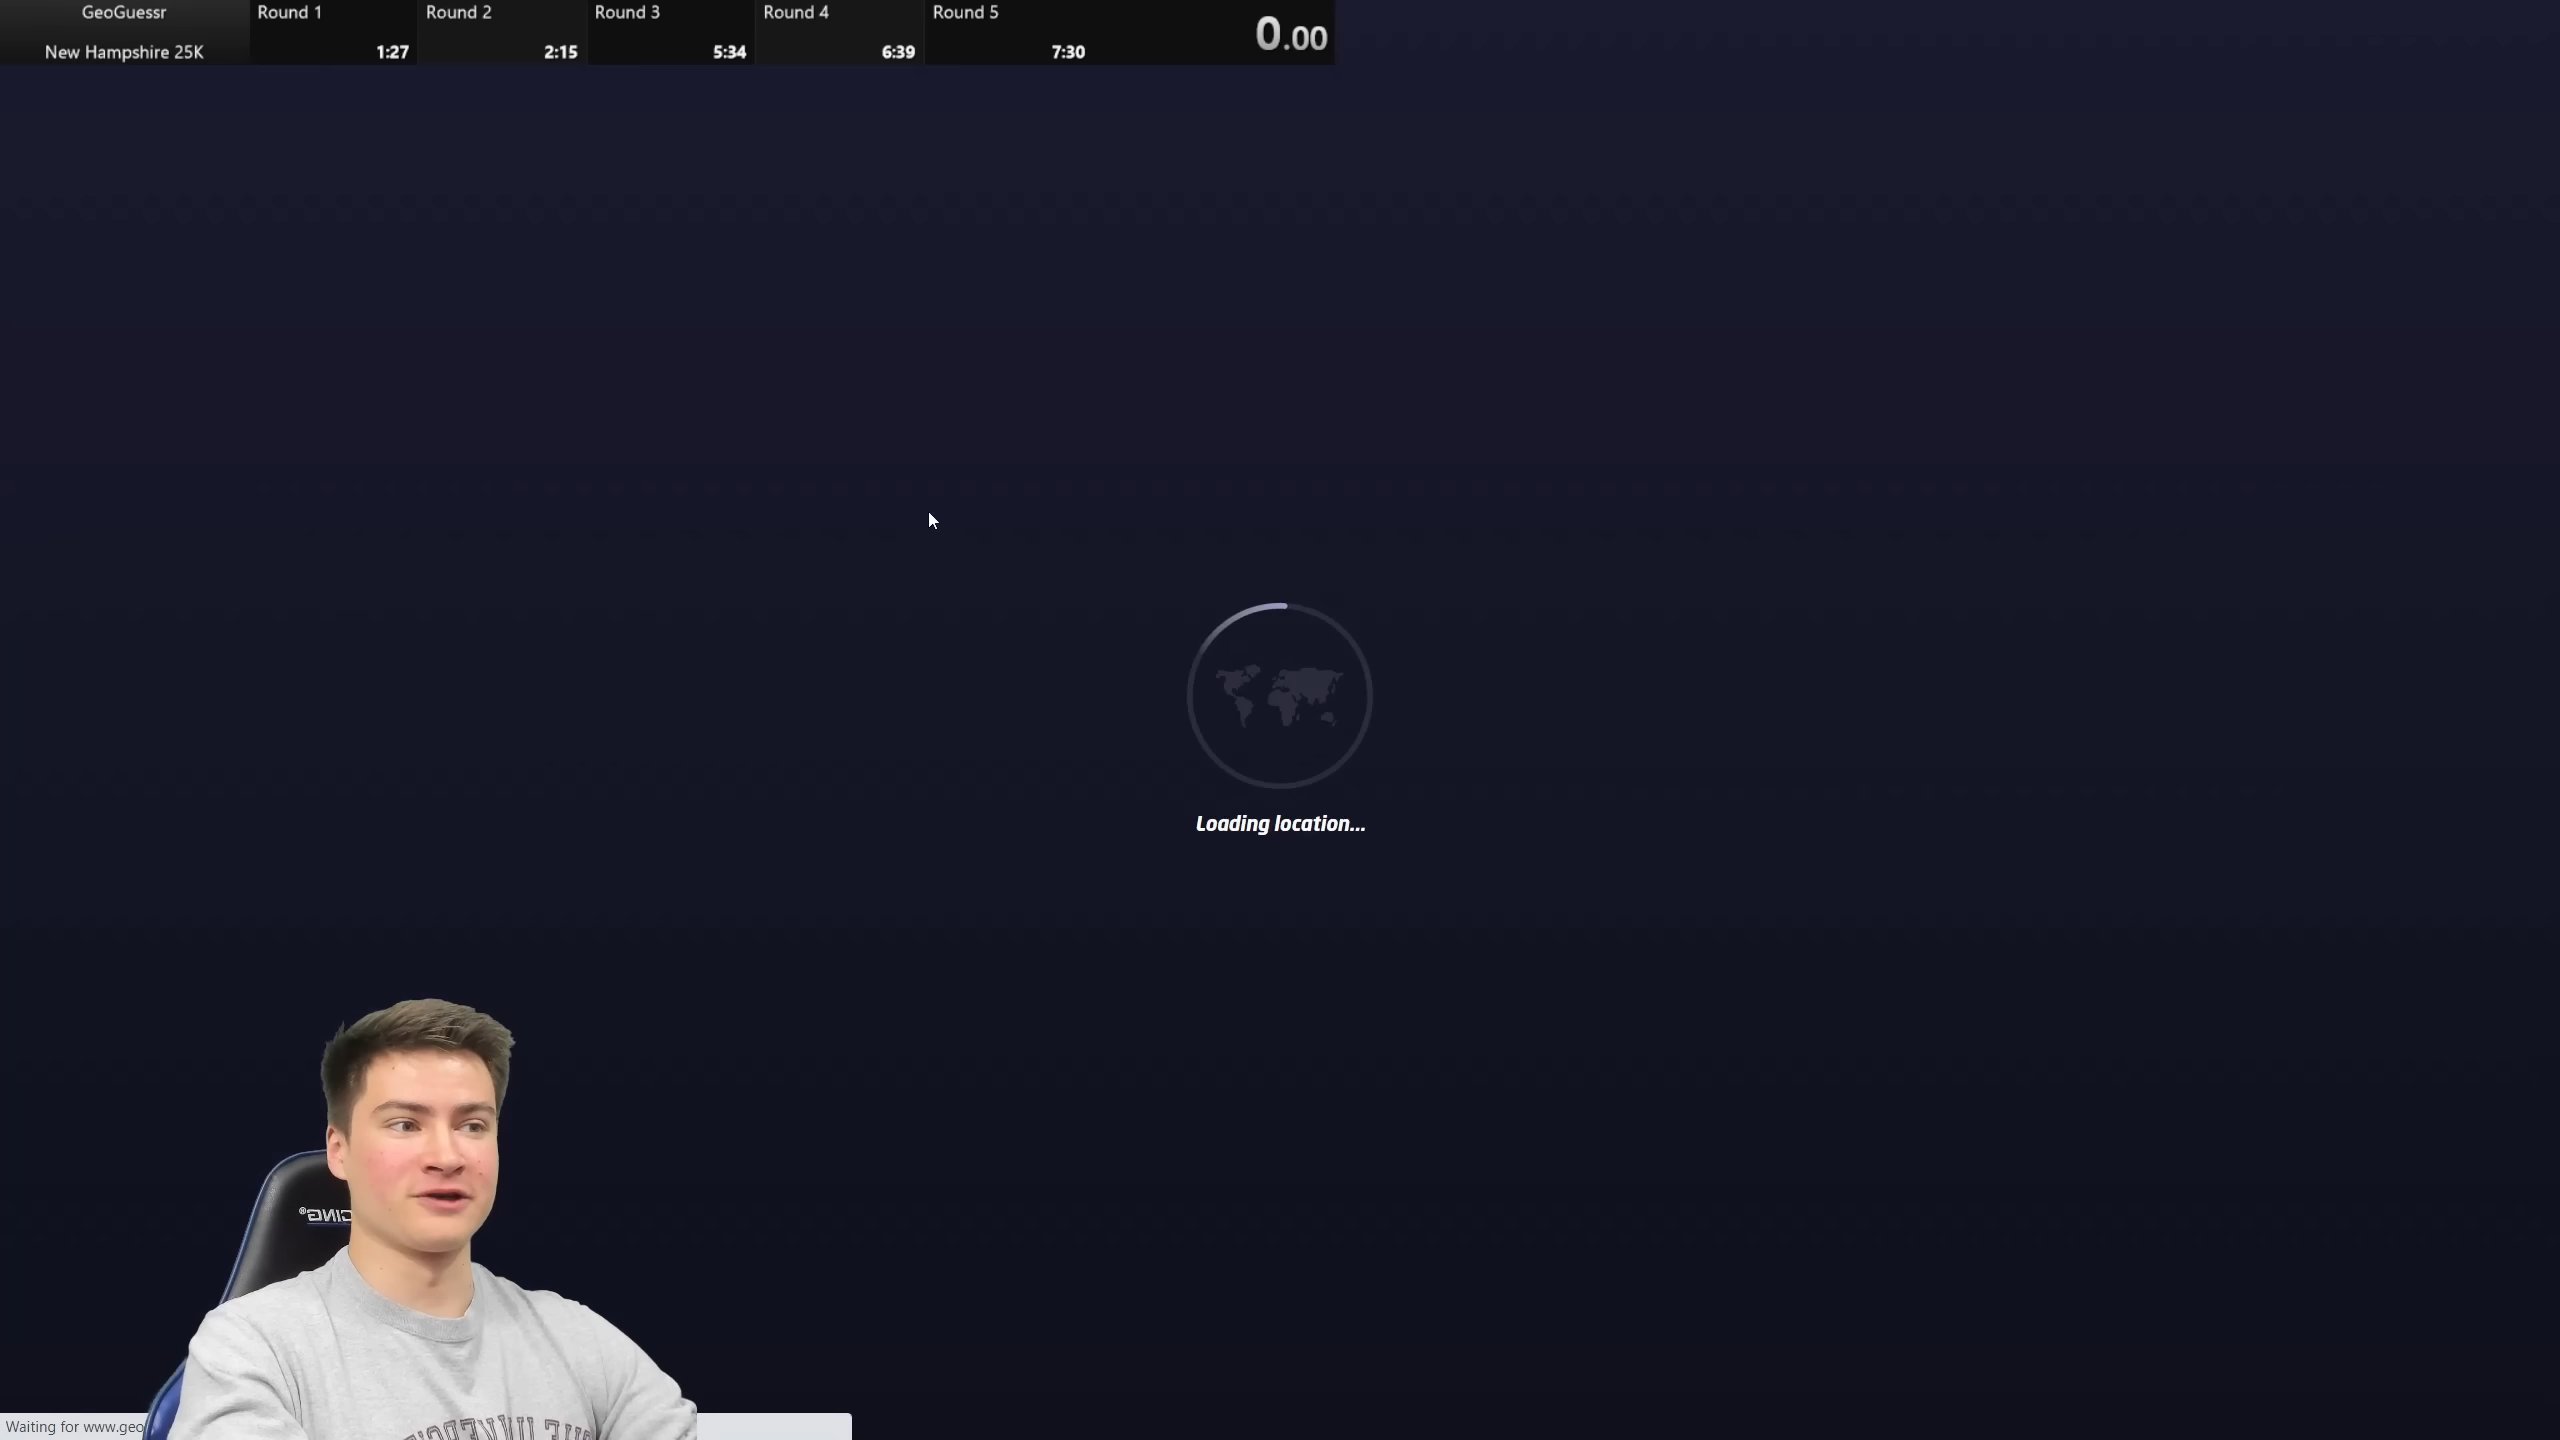 GeoGuessr
New Hampshire 25K
Round 1
1:27
Round 2
2:15
Round 3
5:34
Round 4
6:39
Round 5
7:30
0.00
Loading location...
Waiting for www.geo